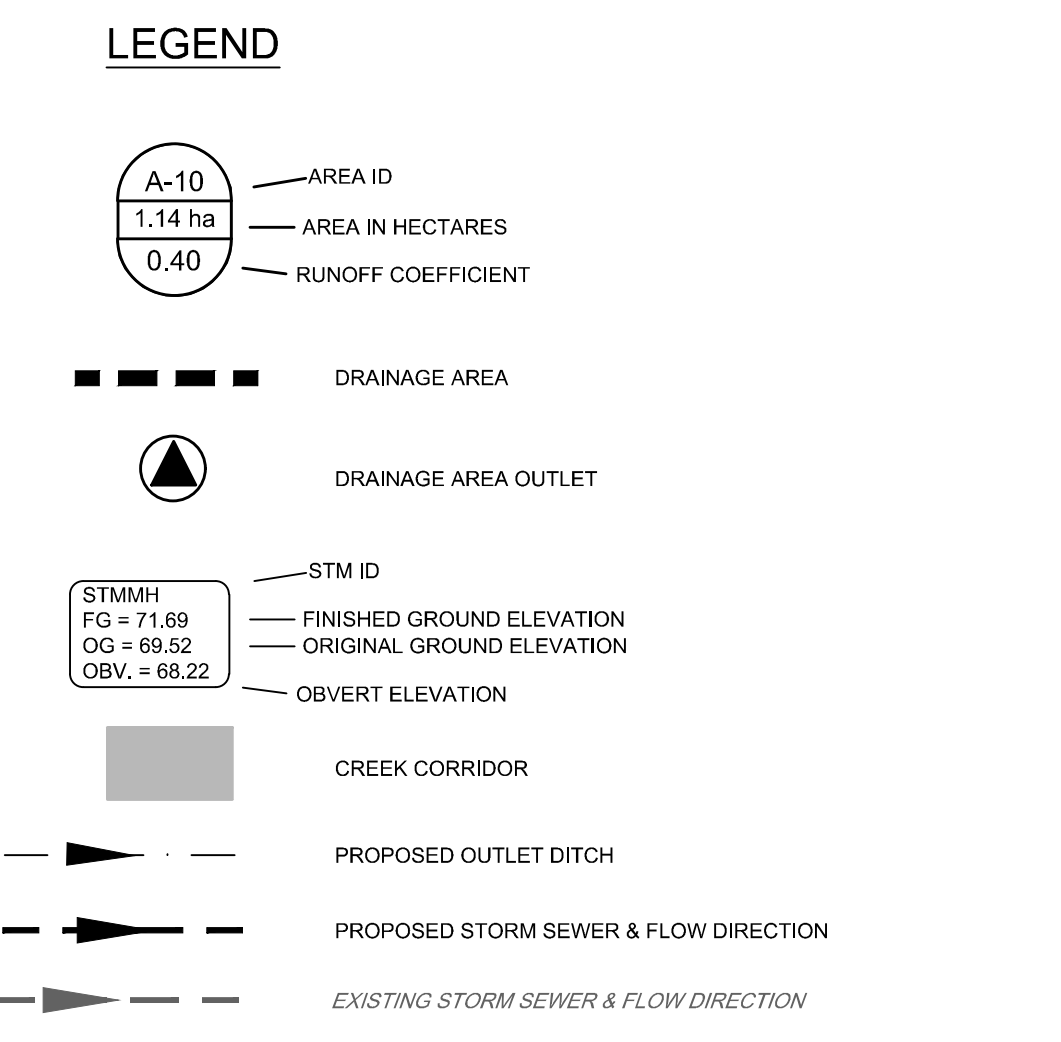 LEGEND
A-10
AREA ID
1.14 ha
AREA IN HECTARES
0.40
RUNOFF COEFFICIENT
DRAINAGE AREA
DRAINAGE AREA OUTLET
STM ID
STMMH
FG = 71.69
FINISHED GROUND ELEVATION
OG = 69.52
ORIGINAL GROUND ELEVATION
OBV. = 68.22
OBVERT ELEVATION
CREEK CORRIDOR
PROPOSED OUTLET DITCH
PROPOSED STORM SEWER & FLOW DIRECTION
EXISTING STORM SEWER & FLOW DIRECTION